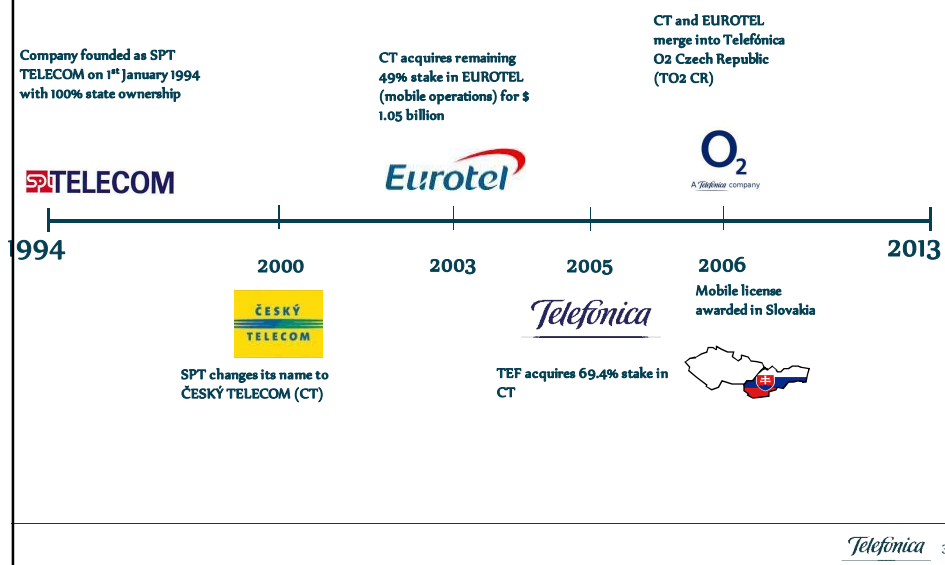 Company founded as SPT
TELECOM on 1st January 1994
with 100% state ownership
CT acquires remaining
49% stake in EUROTEL
(mobile operations) for $
1.05 billion
CT and EUROTEL
merge into Telefónica
O2 Czech Republic
(TO2 CR)
SPT TELECOM
Eurotel
O2
A Telefónica company
1994
2000
2003
2005
2006
2013
ČESKÝ
TELECOM
SPT changes its name to
ČESKÝ TELECOM (CT)
Telefónica
TEF acquires 69.4% stake in
CT
Mobile license
awarded in Slovakia
Telefónica
3